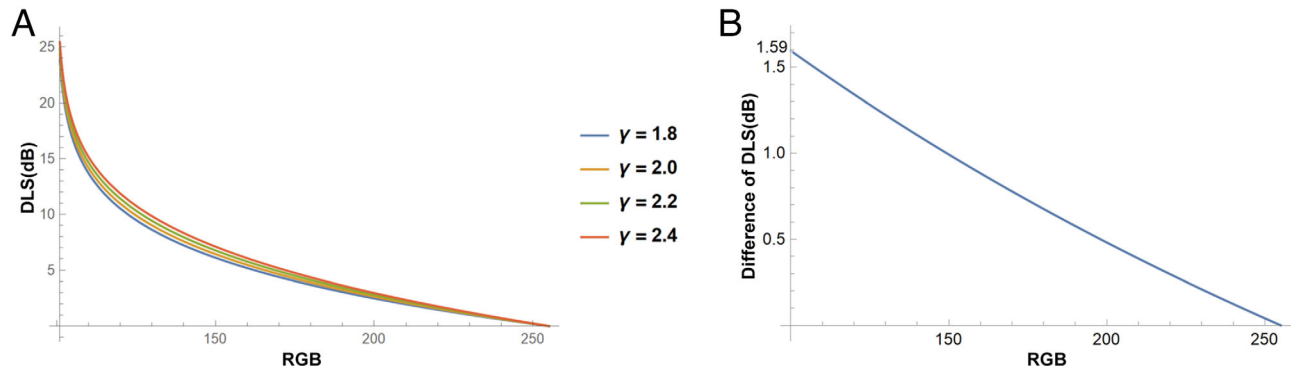 A
25
20
15
10
5
150
200
250
DLS(dB)
RGB
γ = 1.8
γ = 2.0
γ = 2.2
γ = 2.4
B
1.59
1.5
1.0
0.5
150
200
250
Difference of DLS(dB)
RGB